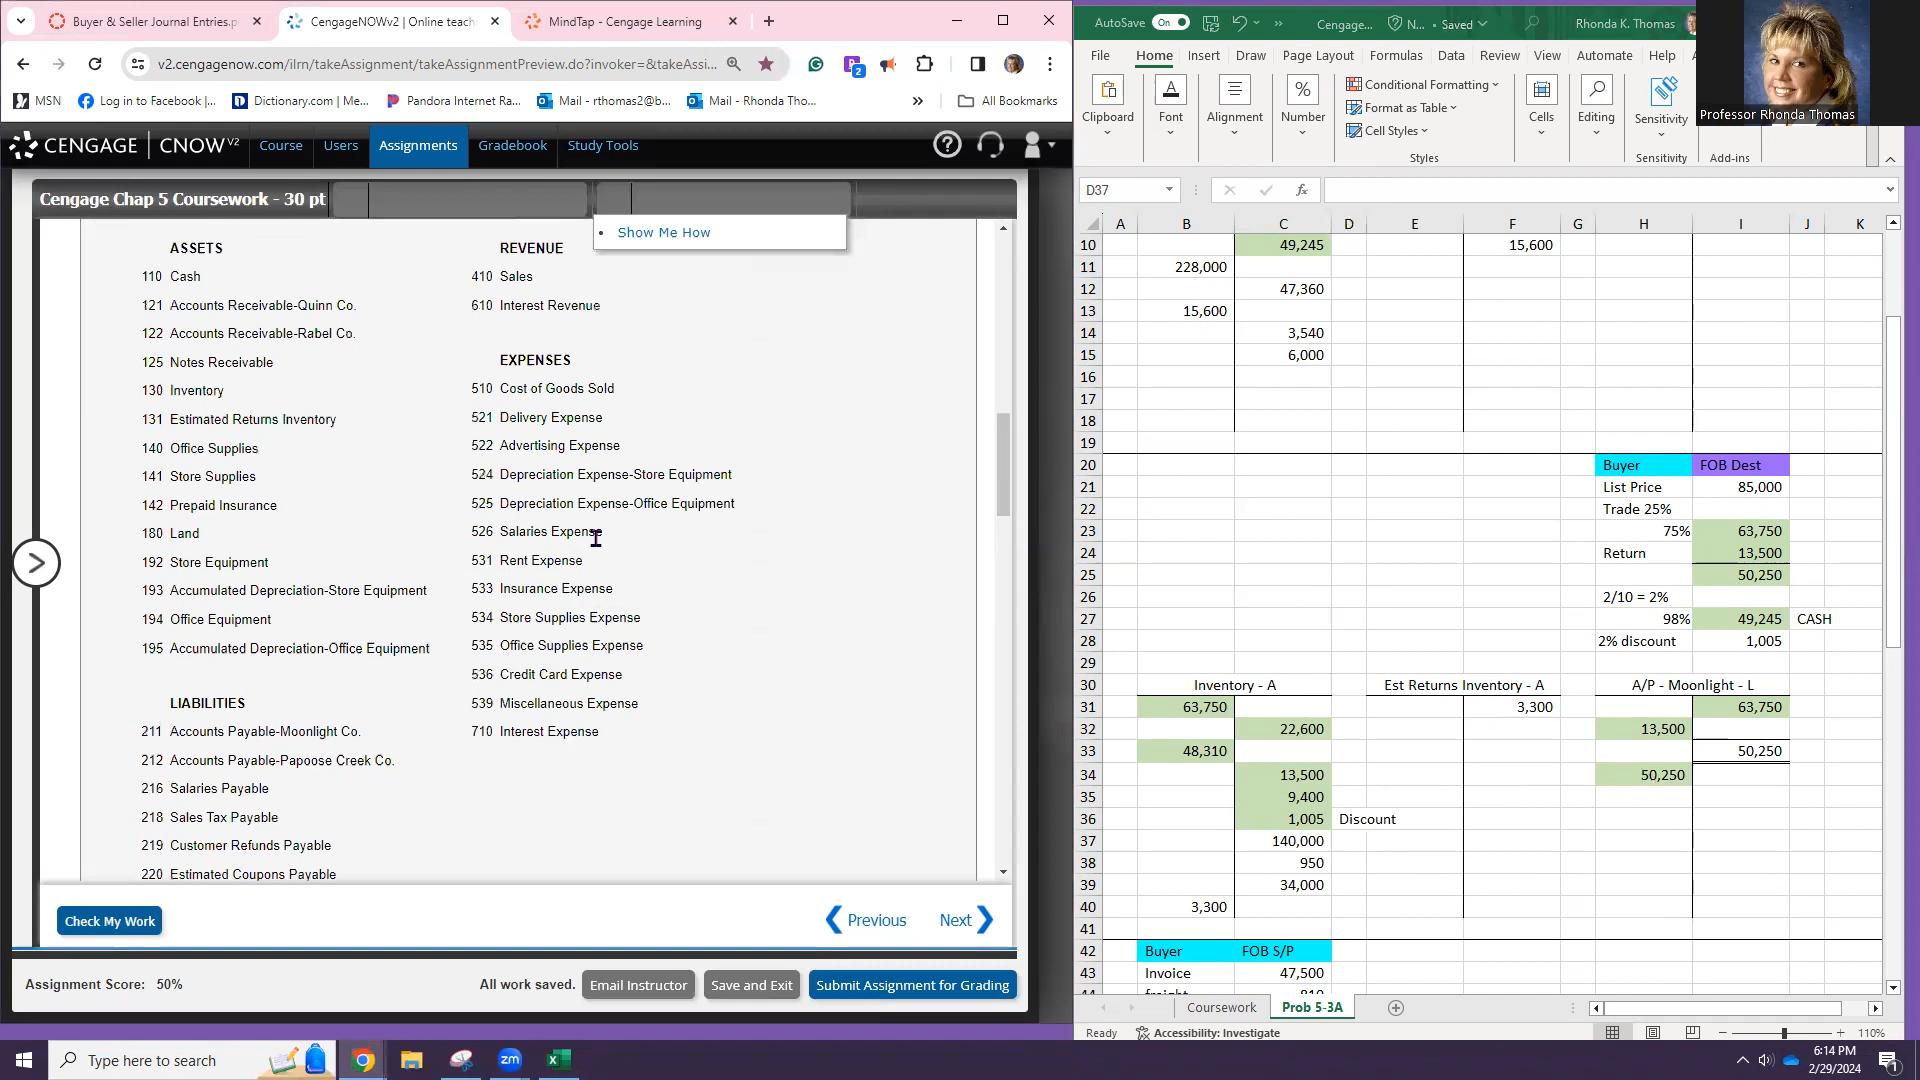 Buyer & Seller Journal Entries.p
CengageNOWv2 | Online teach
MindTap - Cengage Learning
v2.cengagenow.com/ilrn/takeAssignment/takeAssignmentPreview.do?invoker=&takeAssi...
2
MSN
Log in to Facebook |...
Dictionary.com | Me...
Pandora Internet Ra...
Mail - rthomas2@b...
Mail - Rhonda Tho...
All Bookmarks
CENGAGE | CNOWV2
Course
Users
Assignments
Gradebook
Study Tools
Cengage Chap 5 Coursework - 30 pt
Show Me How
ASSETS
110 Cash
121 Accounts Receivable-Quinn Co.
122 Accounts Receivable-Rabel Co.
125 Notes Receivable
130 Inventory
131 Estimated Returns Inventory
140 Office Supplies
141 Store Supplies
142 Prepaid Insurance
180 Land
192 Store Equipment
193 Accumulated Depreciation-Store Equipment
194 Office Equipment
195 Accumulated Depreciation-Office Equipment
LIABILITIES
211 Accounts Payable-Moonlight Co.
212 Accounts Payable-Papoose Creek Co.
216 Salaries Payable
218 Sales Tax Payable
219 Customer Refunds Payable
220 Estimated Coupons Payable
REVENUE
410 Sales
610 Interest Revenue
EXPENSES
510 Cost of Goods Sold
521 Delivery Expense
522 Advertising Expense
524 Depreciation Expense-Store Equipment
525 Depreciation Expense-Office Equipment
526 Salaries Expense
531 Rent Expense
533 Insurance Expense
534 Store Supplies Expense
535 Office Supplies Expense
536 Credit Card Expense
539 Miscellaneous Expense
710 Interest Expense
Check My Work
Previous
Next
Assignment Score: 50%
All work saved.
Email Instructor
Save and Exit
Submit Assignment for Grading
AutoSave On
Cengage...
N...
• Saved
Rhonda K. Thomas
File Home Insert Draw Page Layout Formulas Data Review View Automate Help
Clipboard
Font
Alignment
Number
Conditional Formatting
Format as Table
Cell Styles
Styles
Cells
Editing
Sensitivity
Sensitivity
Add-ins
Professor Rhonda Thomas
D37
fx
A B C D E F G H I J K
10 49,245 15,600
11 228,000
12 47,360
13 15,600
14 3,540
15 6,000
16
17
18
19
20 Buyer FOB Dest
21 List Price 85,000
22 Trade 25%
23 75% 63,750
24 Return 13,500
25 50,250
26 2/10 = 2%
27 98% 49,245 CASH
28 2% discount 1,005
29
30 Inventory - A Est Returns Inventory - A A/P - Moonlight - L
31 63,750 3,300 63,750
32 22,600 13,500
33 48,310 50,250
34 13,500 50,250
35 9,400
36 1,005 Discount
37 140,000
38 950
39 34,000
40 3,300
41
42 Buyer FOB S/P
43 Invoice 47,500
Coursework
Prob 5-3A
Ready
Accessibility: Investigate
110%
Type here to search
zm
6:14 PM
2/29/2024
1